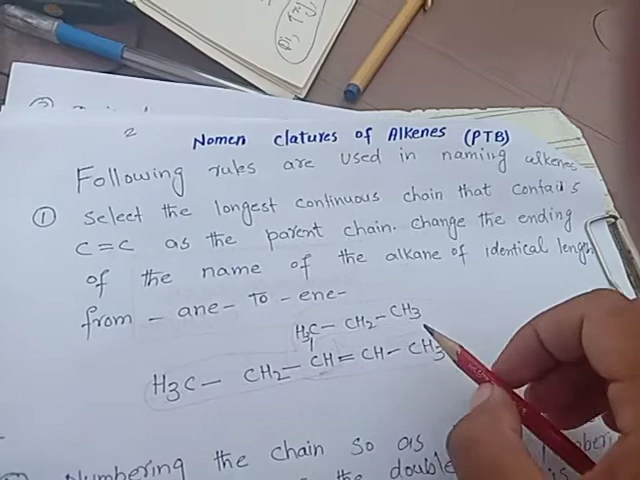 2
Nomen clatures of Alkenes (PTB)
Following rules are used in naming alkenes
① Select the longest continuous chain that contains
C=C as the parent chain. change the ending
of the name of the alkane of identical length
from - ane - To - ene -
H3C - CH2 - CH3
H3C - CH2 - CH = CH - CH3
Numbering the chain so as
the double